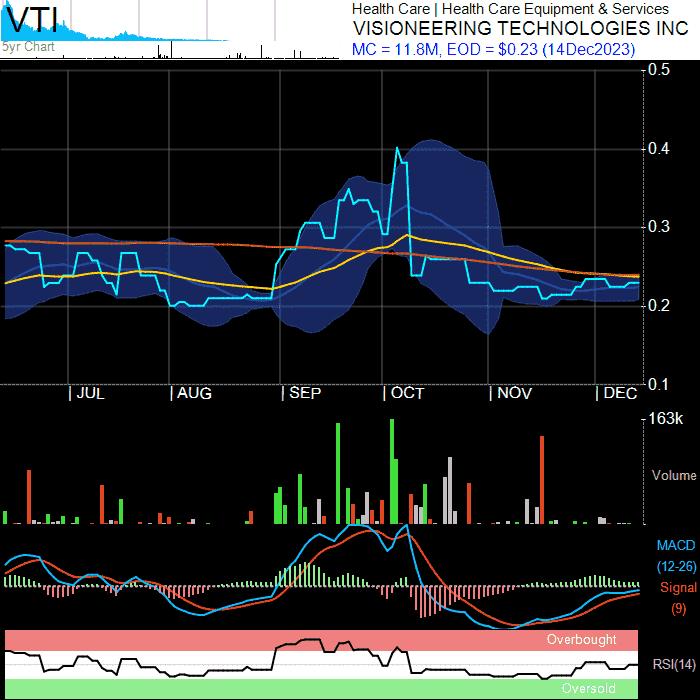 VTI
5yr Chart
Health Care | Health Care Equipment & Services
VISIONEERING TECHNOLOGIES INC
MC = 11.8M, EOD = $0.23 (14Dec2023)
0.5
0.4
0.3
0.2
0.1
JUL AUG SEP OCT NOV DEC
163k
Volume
MACD
(12-26)
Signal
(9)
Overbought
RSI(14)
Oversold